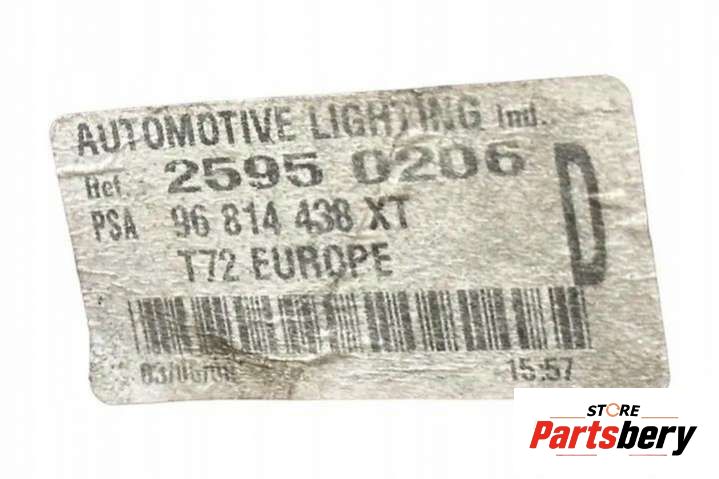 AUTOMOTIVE LIGHTING Ind.
Ref. 2595 0206
PSA 96 814 438 XT
D
T72 EUROPE
15:57
STORE
Partsbery